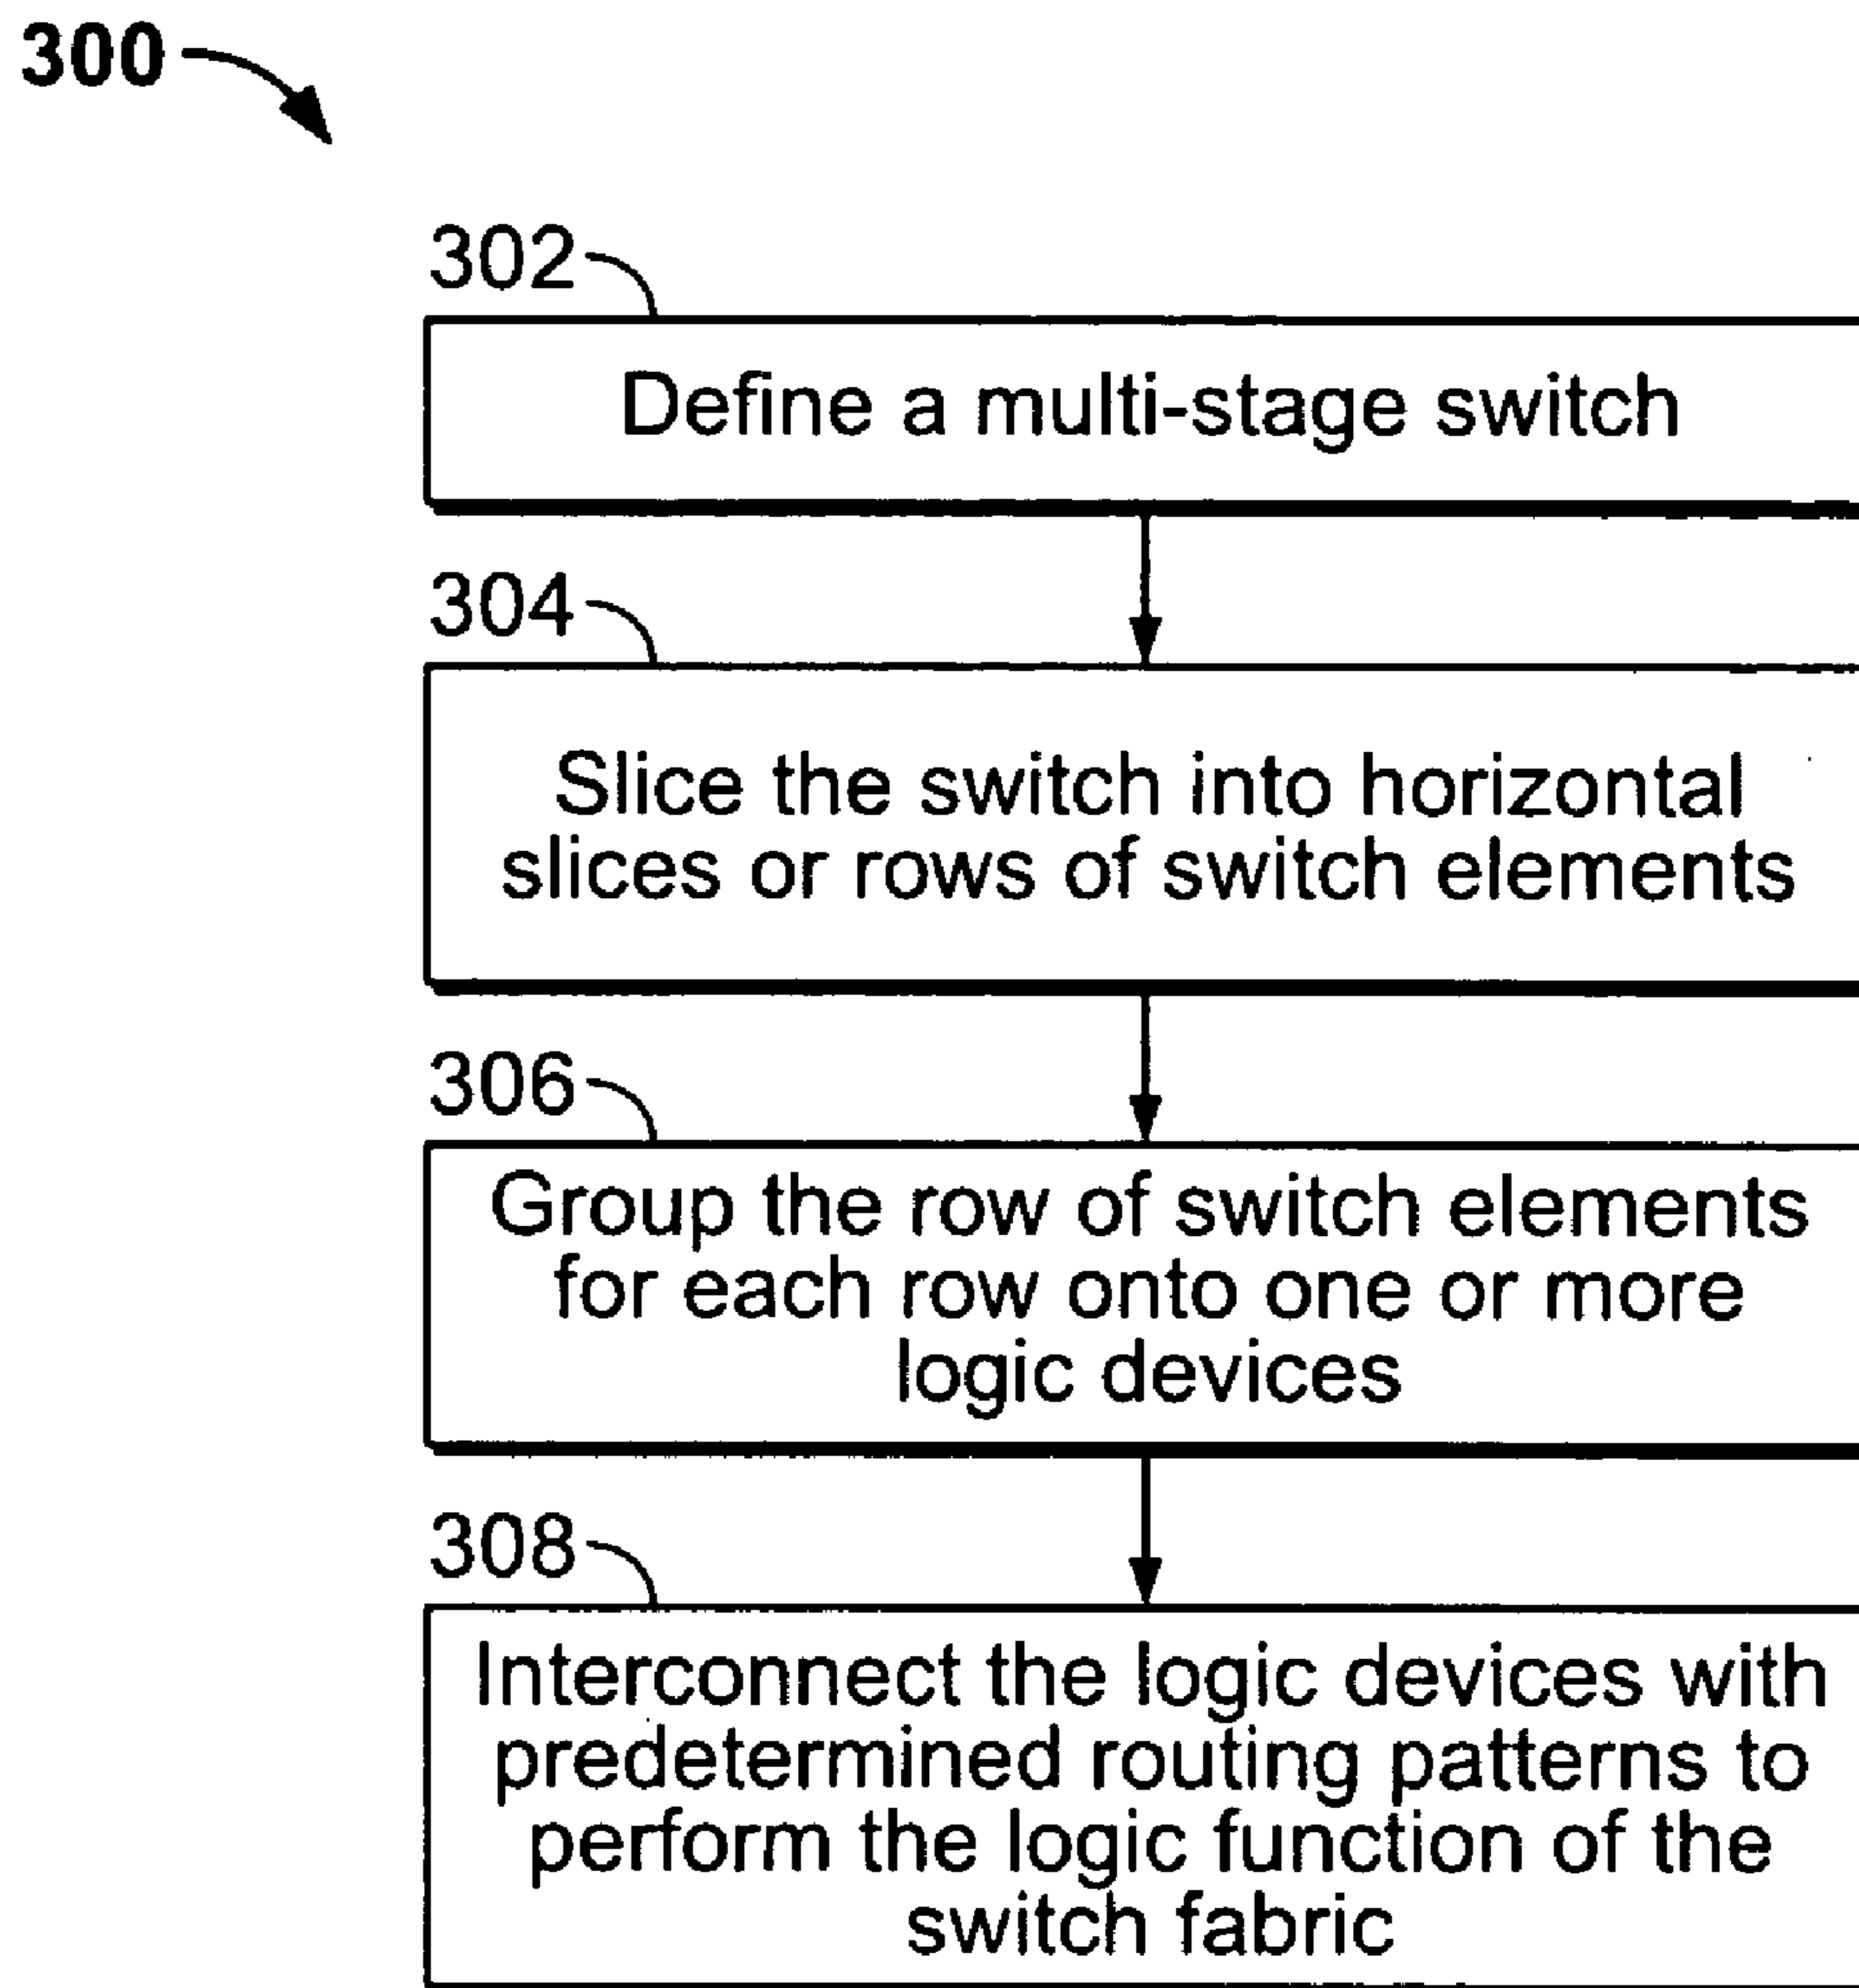 300
302
Define a multi-stage switch
304
Slice the switch into horizontal
slices or rows of switch elements
306
Group the row of switch elements
for each row onto one or more
logic devices
308
Interconnect the logic devices with
predetermined routing patterns to
perform the logic function of the
switch fabric